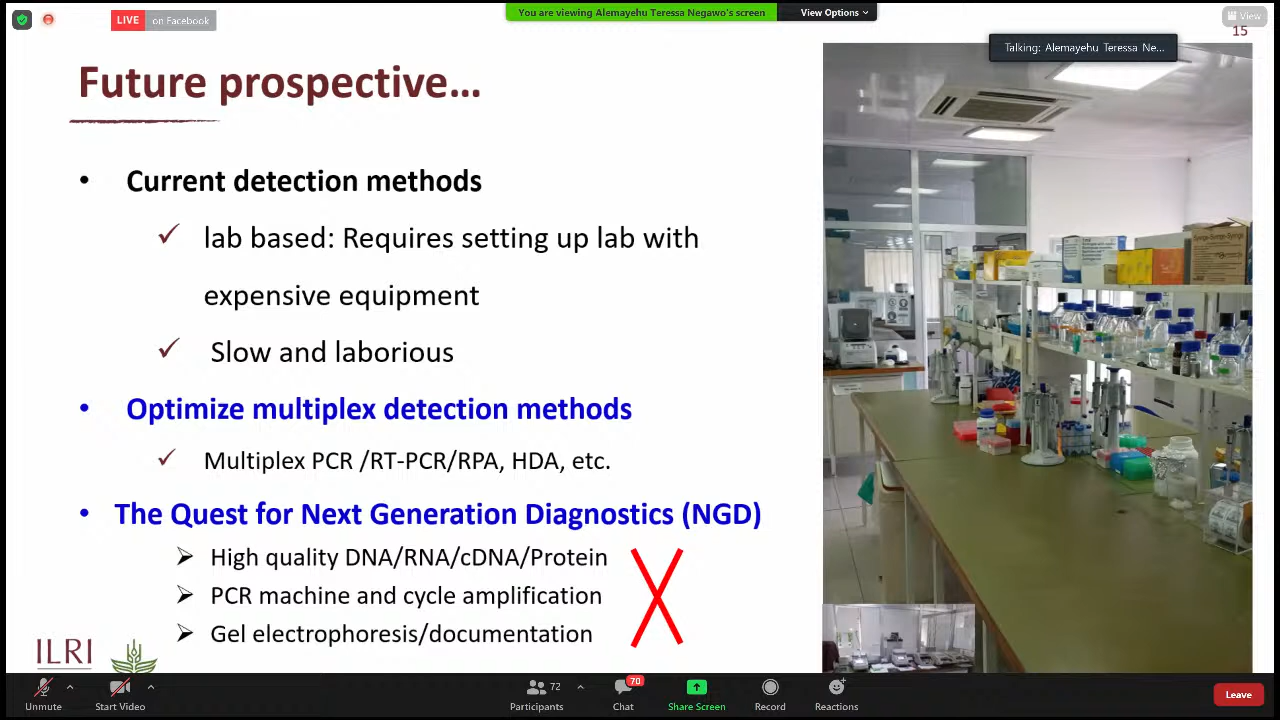 LIVE on Facebook
You are viewing Alemayehu Teressa Negawo's screen
View Options
View
15
Talking: Alemayehu Teressa Ne...
Future prospective...
• Current detection methods
✓ lab based: Requires setting up lab with
expensive equipment
✓ Slow and laborious
• Optimize multiplex detection methods
✓ Multiplex PCR /RT-PCR/RPA, HDA, etc.
• The Quest for Next Generation Diagnostics (NGD)
➢ High quality DNA/RNA/cDNA/Protein
➢ PCR machine and cycle amplification
➢ Gel electrophoresis/documentation
ILRI
Unmute
Start Video
72
Participants
70
Chat
Share Screen
Record
Reactions
Leave